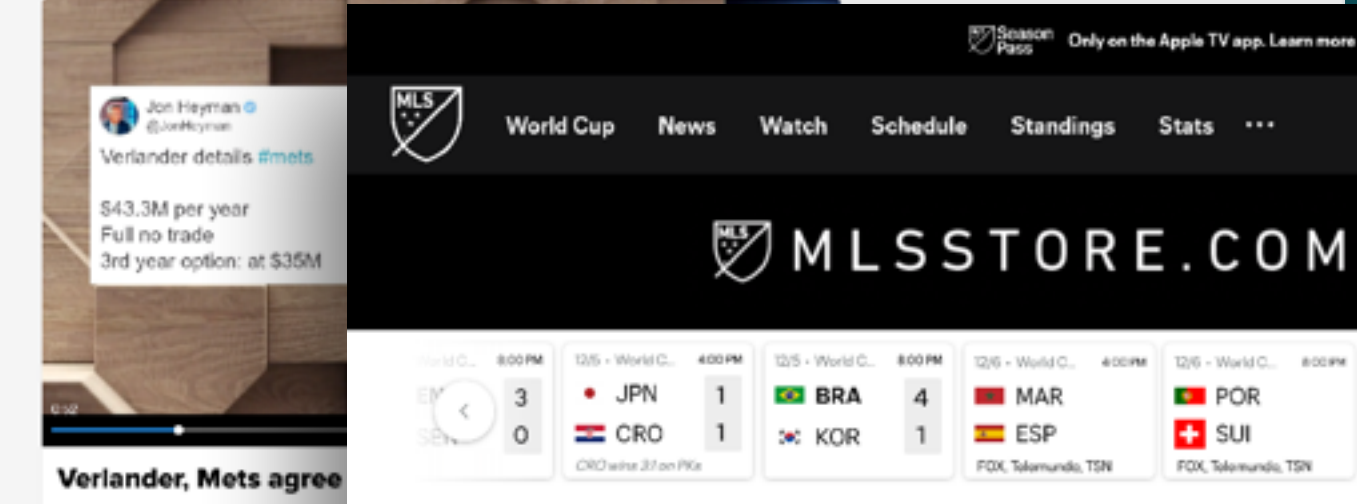 Jon Heyman
@JonHeyman
Verlander details #mets
$43.3M per year
Full no trade
3rd year option: at $35M
0:52
Verlander, Mets agree
MLS Season Pass Only on the Apple TV app. Learn more
MLS
World Cup News Watch Schedule Standings Stats ...
MLS MLSSTORE.COM
8:00 PM
3
0
12/5 - World C... 4:00 PM
JPN 1
CRO 1
CRO wins 3:1 on PKs
12/5 - World C... 8:00 PM
BRA 4
KOR 1
12/6 - World C... 4:00 PM
MAR
ESP
FOX, Telemundo, TSN
12/6 - World C... 8:00 PM
POR
SUI
FOX, Telemundo, TSN